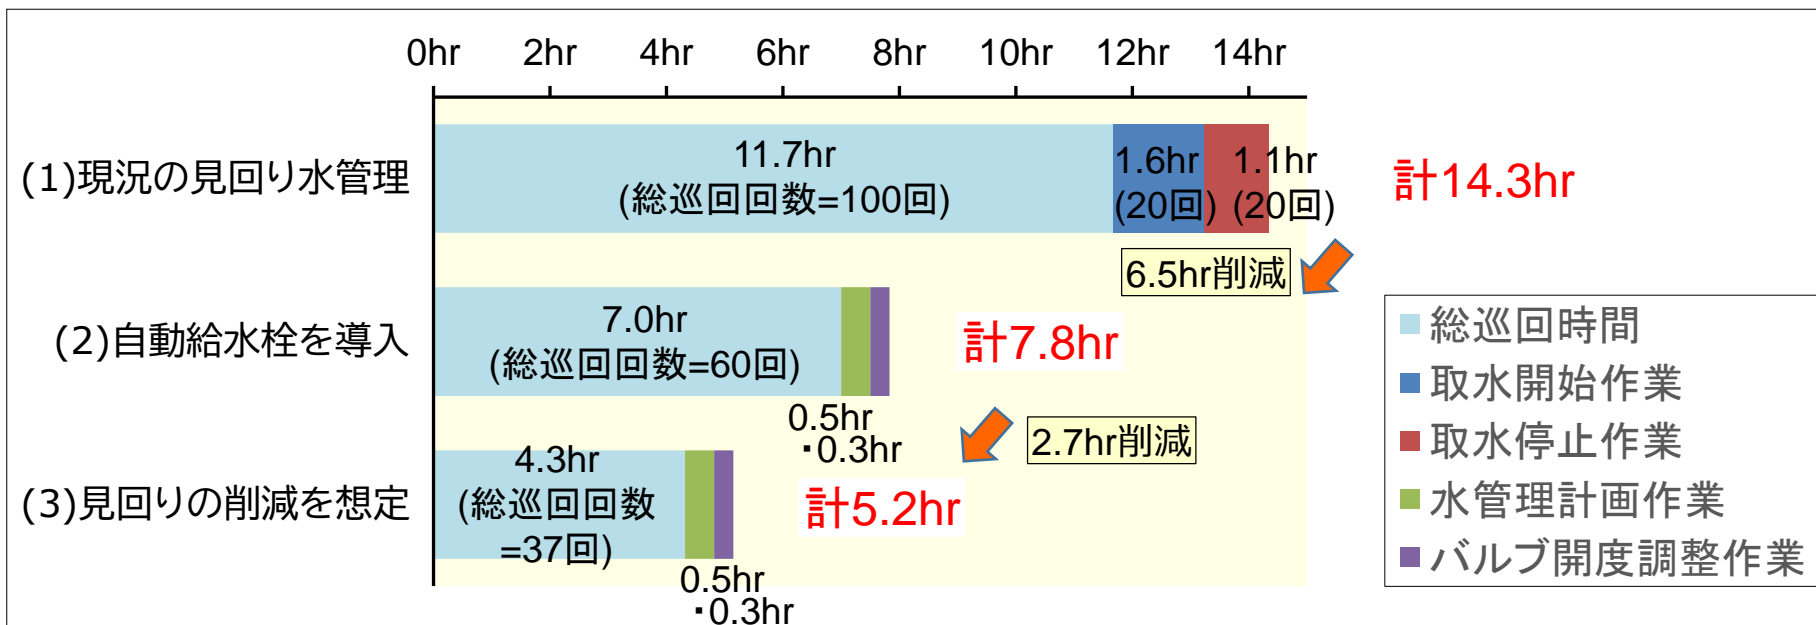 0hr 2hr 4hr 6hr 8hr 10hr 12hr 14hr
(1)現況の見回り水管理
11.7hr
(総巡回回数=100回)
1.6hr
(20回)
1.1hr
(20回)
計14.3hr
6.5hr削減
(2)自動給水栓を導入
7.0hr
(総巡回回数=60回)
計7.8hr
0.5hr
・0.3hr
2.7hr削減
(3)見回りの削減を想定
4.3hr
(総巡回回数
=37回)
計5.2hr
0.5hr
・0.3hr
総巡回時間
取水開始作業
取水停止作業
水管理計画作業
バルブ開度調整作業